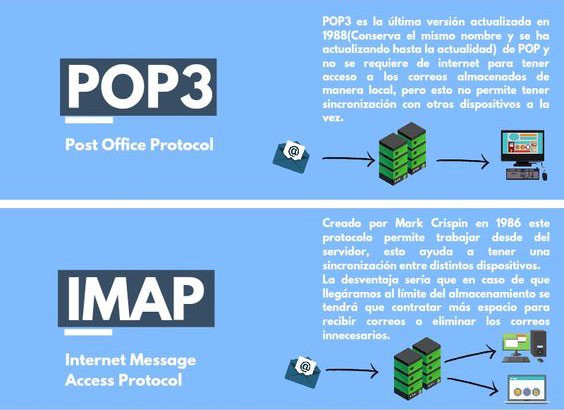 POP3
Post Office Protocol
POP3 es la última versión actualizada en
1988(Conserva el mismo nombre y se ha
actualizando hasta la actualidad) de POP y
no se requiere de internet para tener
acceso a los correos almacenados de
manera local, pero esto no permite tener
sincronización con otros dispositivos a la
vez.
@
IMAP
Internet Message
Access Protocol
Creado por Mark Crispin en 1986 este
protocolo permite trabajar desde del
servidor, esto ayuda a tener una
sincronización entre distintos dispositivos.
La desventaja sería que en caso de que
llegáramos al límite del almacenamiento se
tendrá que contratar más espacio para
recibir correos o eliminar los correos
innecesarios.
@